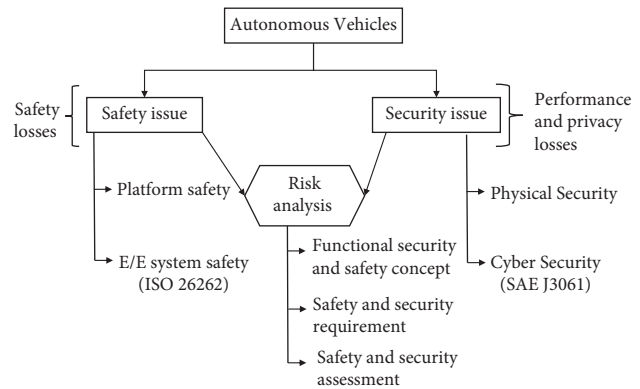 Autonomous Vehicles
Safety
losses
Safety issue
Security issue
Performance
and privacy
losses
Platform safety
Risk
analysis
Physical Security
E/E system safety
(ISO 26262)
Functional security
and safety concept
Cyber Security
(SAE J3061)
Safety and security
requirement
Safety and security
assessment